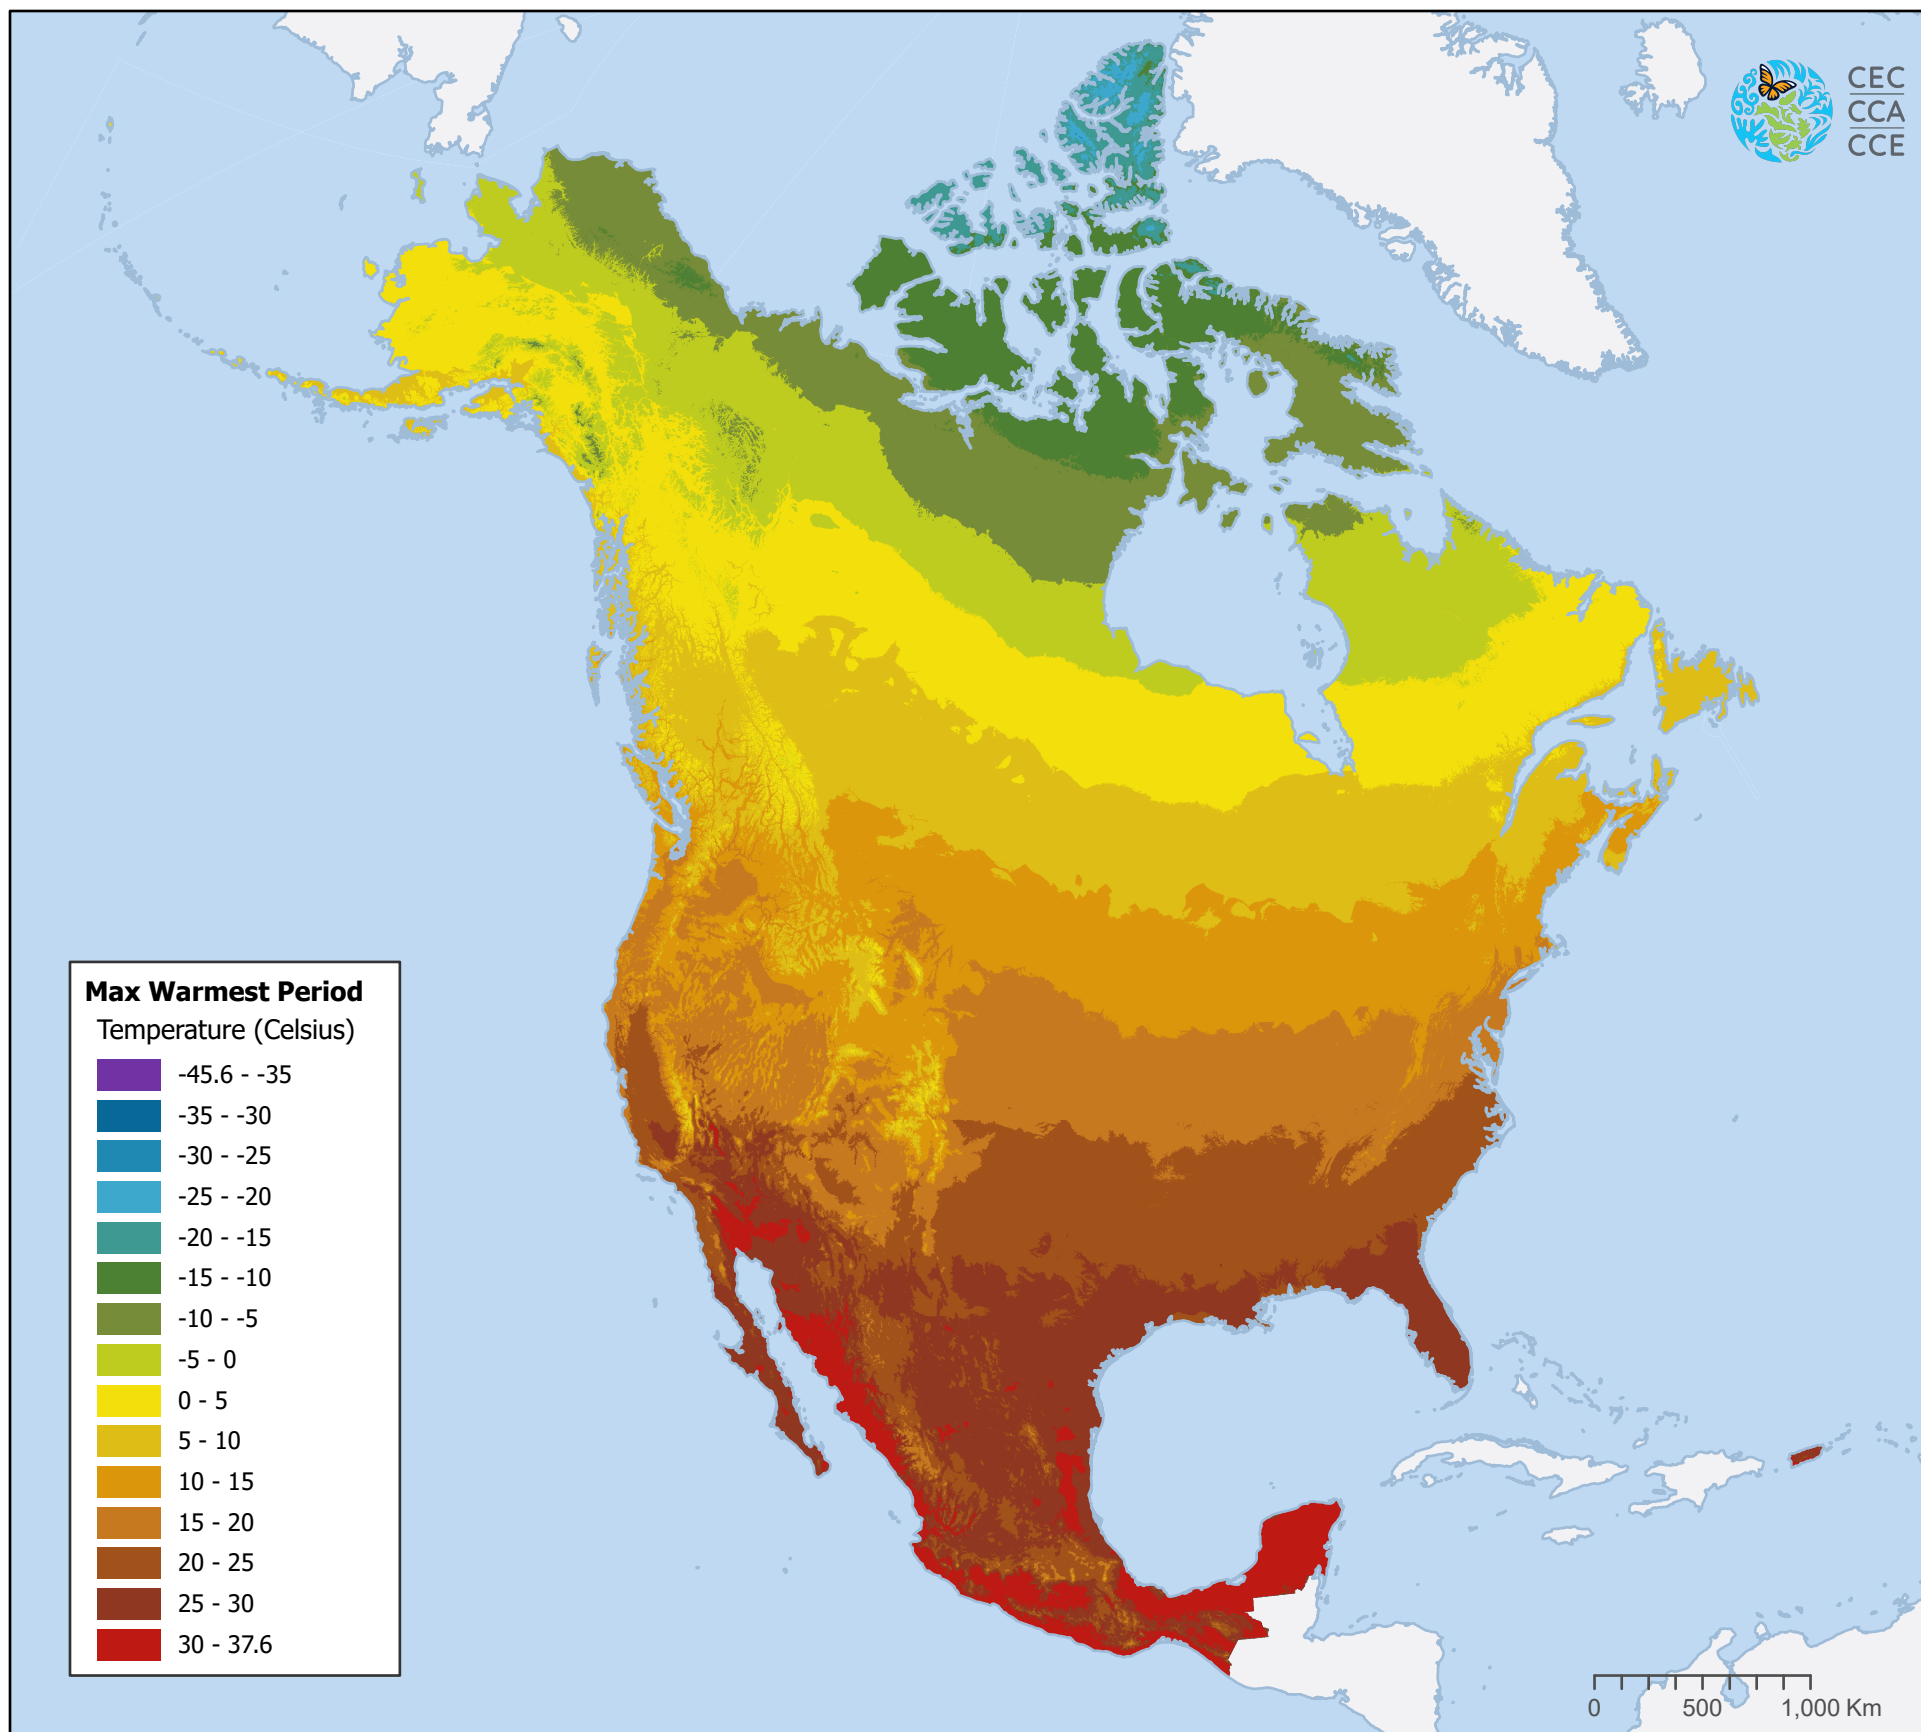 CEC
CCA
CCE
Max Warmest Period
Temperature (Celsius)
-45.6 - -35
-35 - -30
-30 - -25
-25 - -20
-20 - -15
-15 - -10
-10 - -5
-5 - 0
0 - 5
5 - 10
10 - 15
15 - 20
20 - 25
25 - 30
30 - 37.6
0 500 1,000 Km